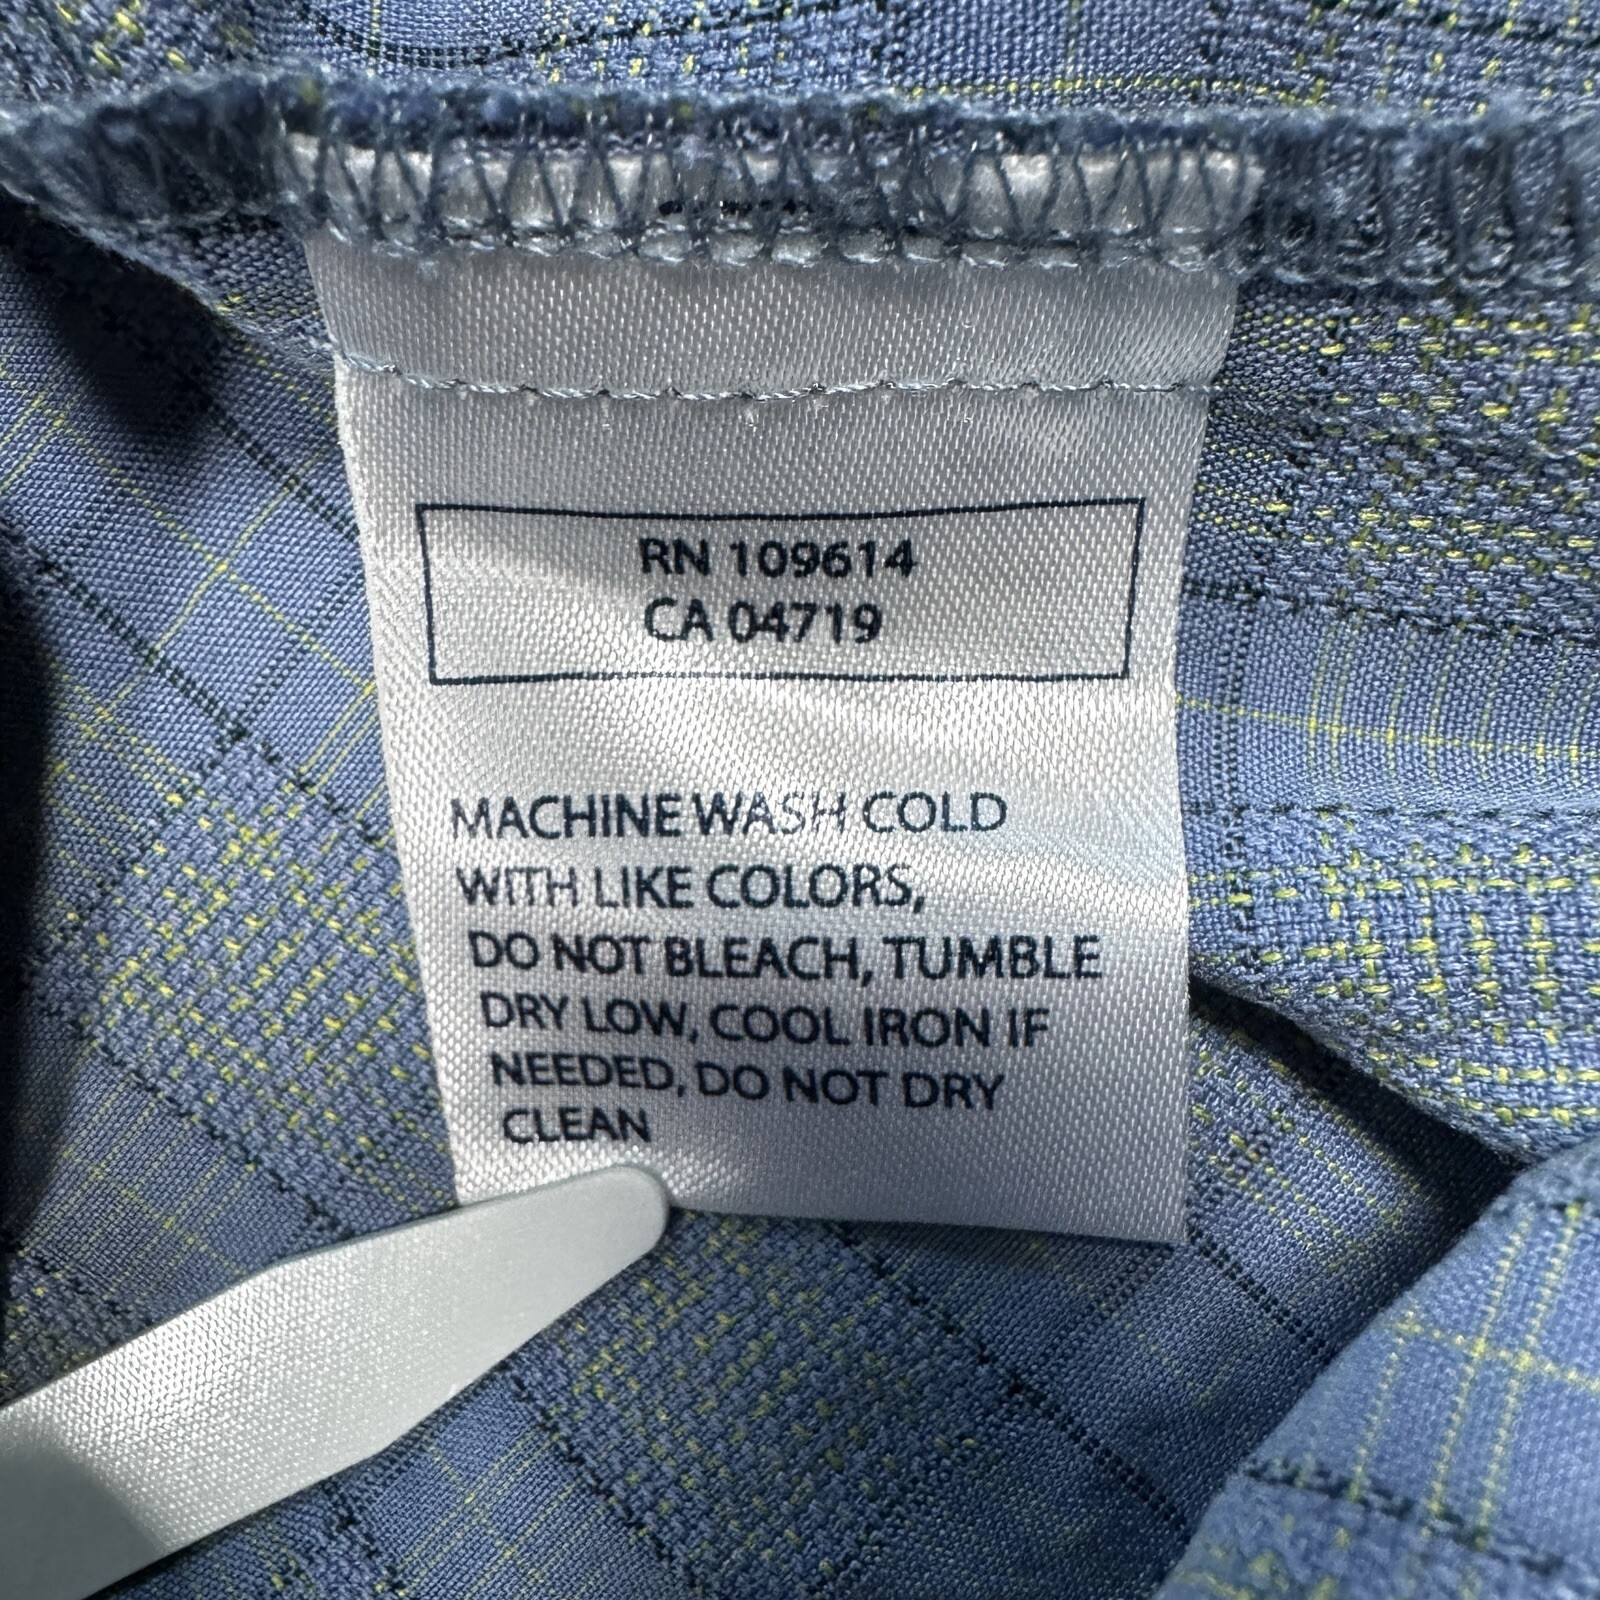 RN 109614
CA 04719
MACHINE WASH COLD
WITH LIKE COLORS,
DO NOT BLEACH, TUMBLE
DRY LOW, COOL IRON IF
NEEDED, DO NOT DRY
CLEAN